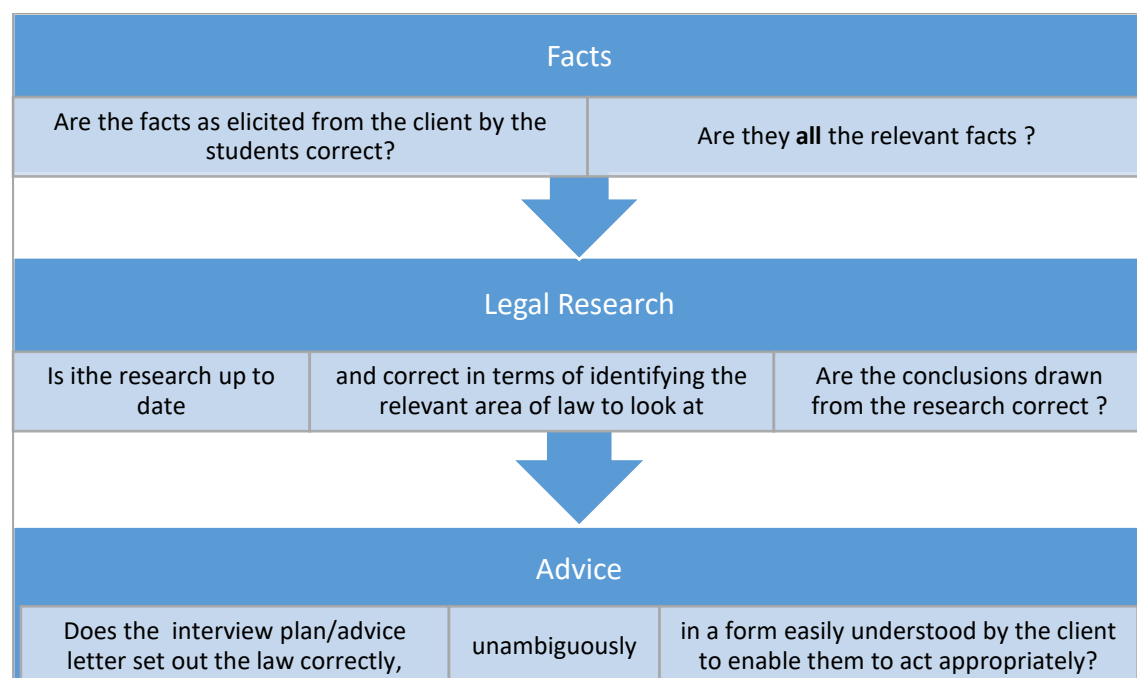 Facts
Are the facts as elicited from the client by the
students correct?
Are they all the relevant facts ?
Legal Research
Is ithe research up to
date
and correct in terms of identifying the
relevant area of law to look at
Are the conclusions drawn
from the research correct ?
Advice
Does the interview plan/advice
letter set out the law correctly,
unambiguously
in a form easily understood by the client
to enable them to act appropriately?